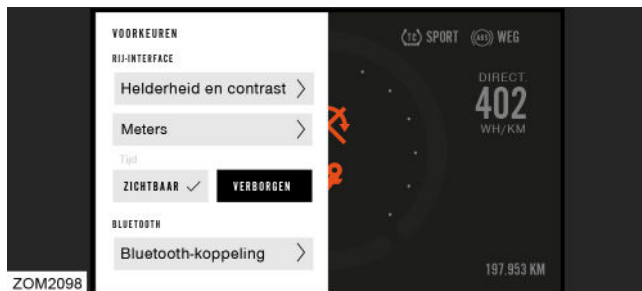 VOORKEUREN
RIJ-INTERFACE
Helderheid en contrast
Meters
Tijd
ZICHTBAAR
VERBORGEN
BLUETOOTH
Bluetooth-koppeling
TC SPORT ABS WEG
DIRECT.
402
WH/KM
197.953 KM
ZOM2098